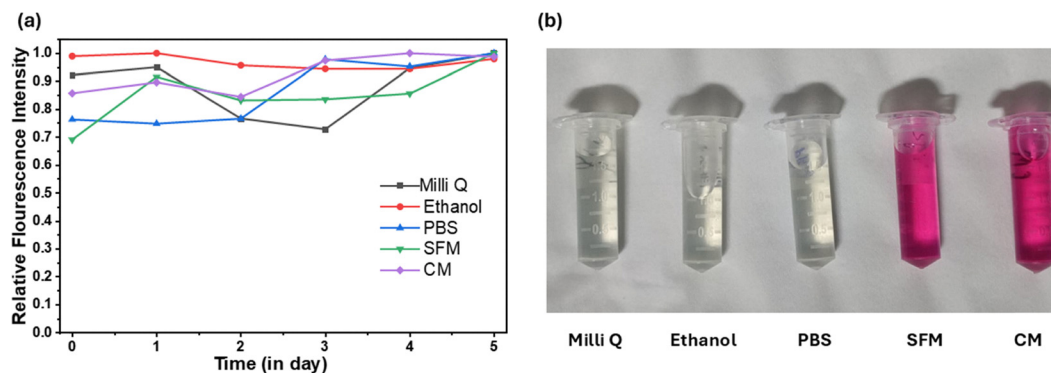 (a)
(b)
Relative Flourescence Intensity
1.0
0.9
0.8
0.7
0.6
0.5
0.4
0.3
0.2
0.1
0.0
Milli Q
Ethanol
PBS
SFM
CM
0 1 2 3 4 5
Time (in day)
Milli Q Ethanol PBS SFM CM